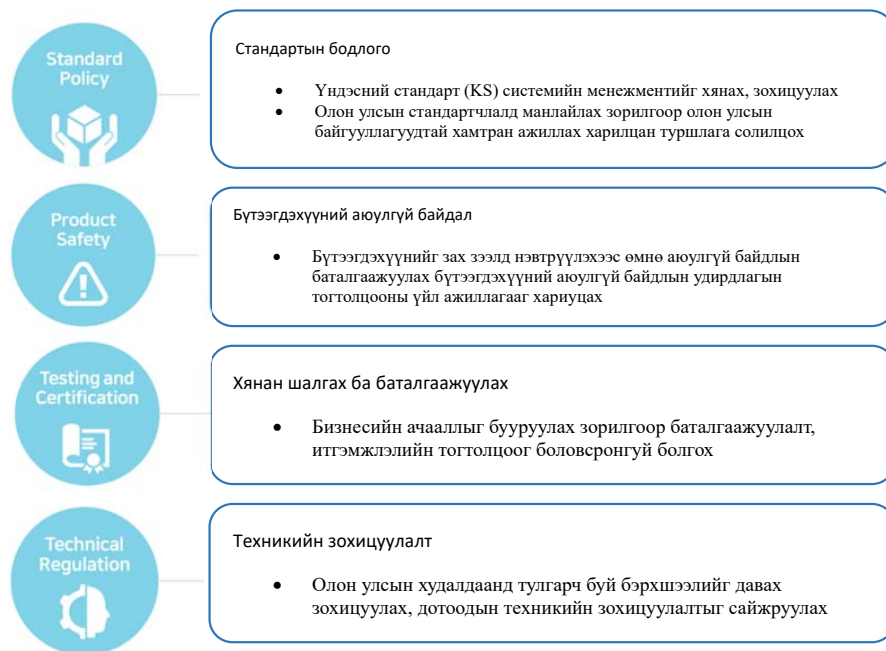 Standard
Policy
Стандартын бодлого
• Үндэсний стандарт (KS) системийн менежментийг хянах, зохицуулах
• Олон улсын стандартчлалд манлайлах зорилгоор олон улсын
байгууллагуудтай хамтран ажиллах харилцан туршлага солилцох
Product
Safety
Бүтээгдэхүүний аюулгүй байдал
• Бүтээгдэхүүнийг зах зээлд нэвтрүүлэхээс өмнө аюулгүй байдлын
баталгаажуулах бүтээгдэхүүний аюулгүй байдлын удирдлагын
тогтолцооны үйл ажиллагааг хариуцах
Testing and
Certification
Хянан шалгах ба баталгаажуулах
• Бизнесийн ачааллыг бууруулах зорилгоор баталгаажуулалт,
итгэмжлэлийн тогтолцоог боловсронгуй болгох
Technical
Regulation
Техникийн зохицуулалт
• Олон улсын худалдаанд тулгарч буй бэрхшээлийг давах
зохицуулах, дотоодын техникийн зохицуулалтыг сайжруулах